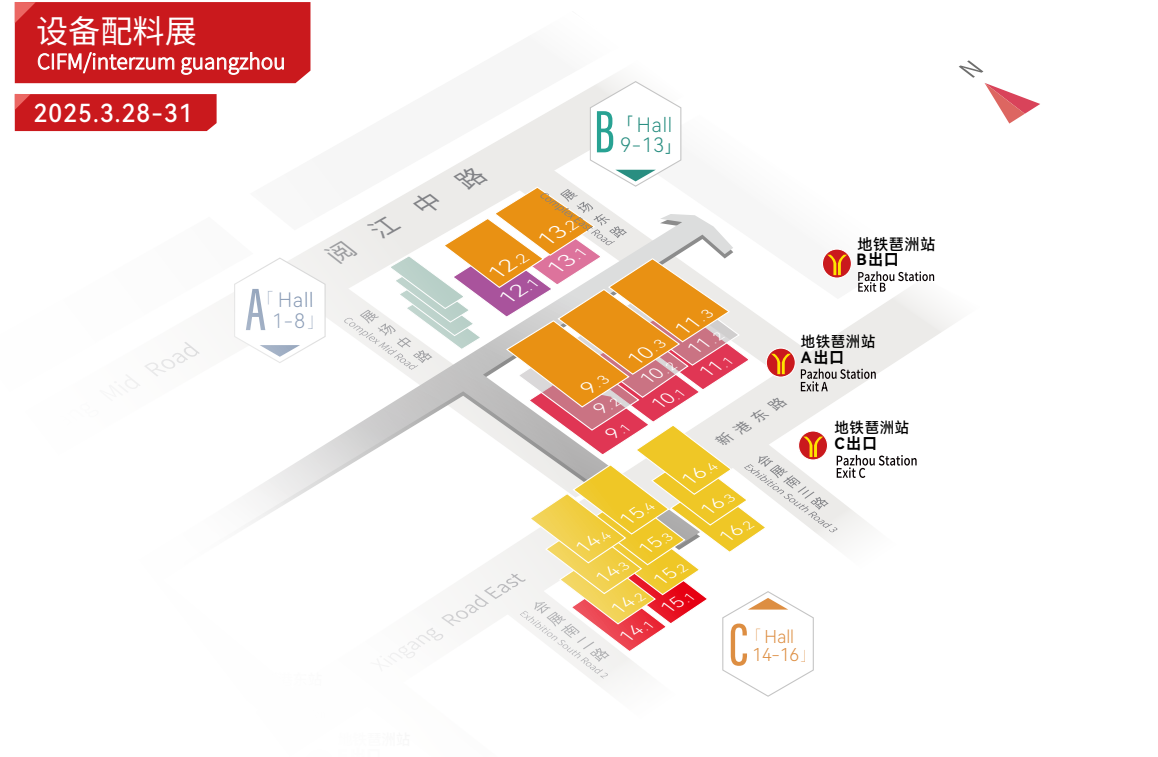 设备配料展
CIFM/interzum guangzhou
2025.3.28-31
N
B「Hall
9-13」
阅江中路
展场东路
Complex East Road
13.2
12.2
13.1
12.1
地铁琶洲站
B出口
Pazhou Station
Exit B
A「Hall
1-8」
展场中路
Complex Mid Road
Mid Road
11.3
10.3
9.3
11.2
10.2
9.2
11.1
10.1
9.1
地铁琶洲站
A出口
Pazhou Station
Exit A
新港东路
地铁琶洲站
C出口
Pazhou Station
Exit C
会展南三路
Exhibition South Road 3
16.4
16.3
16.2
15.4
15.3
15.2
15.1
14.4
14.3
14.2
14.1
Xingang Road East
会展南二路
Exhibition South Road 2
C「Hall
14-16」